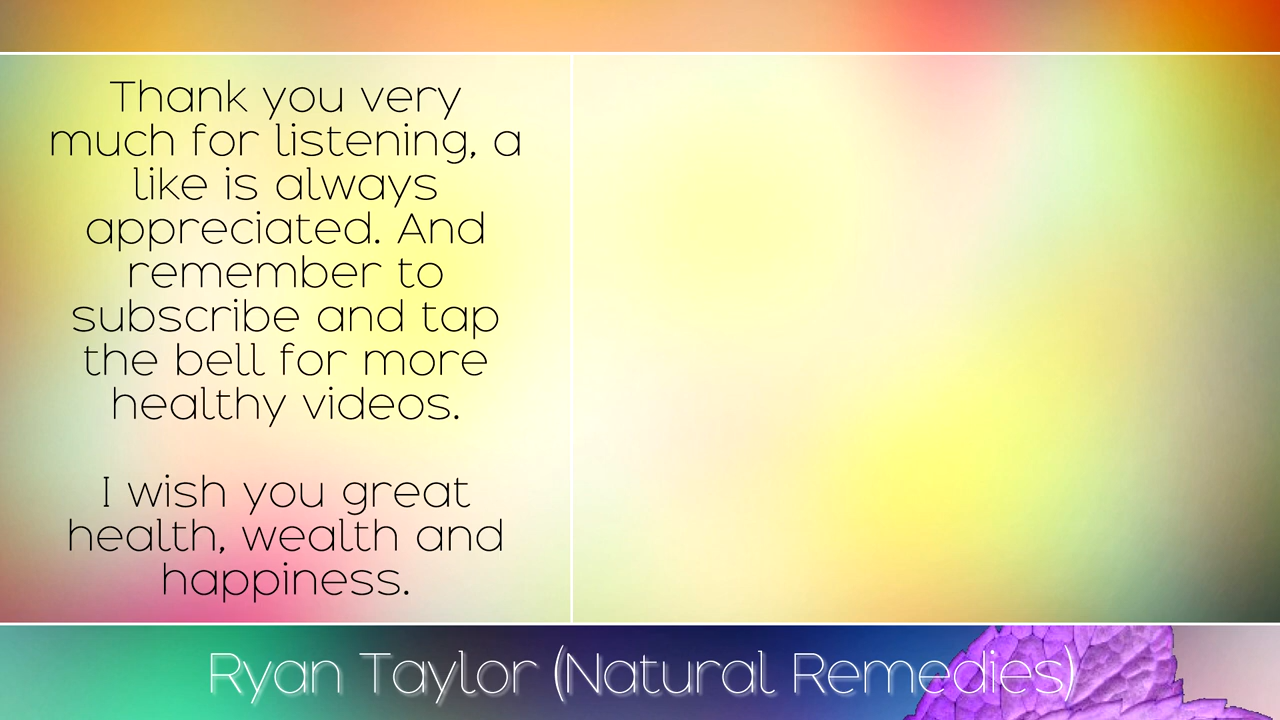 Thank you very
much for listening, a
like is always
appreciated. And
remember to
subscribe and tap
the bell for more
healthy videos.
I wish you great
health, wealth and
happiness.
Ryan Taylor (Natural Remedies)